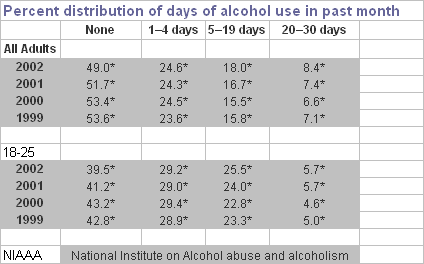 Percent distribution of days of alcohol use in past month
None 1–4 days 5–19 days 20–30 days
All Adults
2002 49.0* 24.6* 18.0* 8.4*
2001 51.7* 24.3* 16.7* 7.4*
2000 53.4* 24.5* 15.5* 6.6*
1999 53.6* 23.6* 15.8* 7.1*
18-25
2002 39.5* 29.2* 25.5* 5.7*
2001 41.2* 29.0* 24.0* 5.7*
2000 43.2* 29.4* 22.8* 4.6*
1999 42.8* 28.9* 23.3* 5.0*
NIAAA National Institute on Alcohol abuse and alcoholism